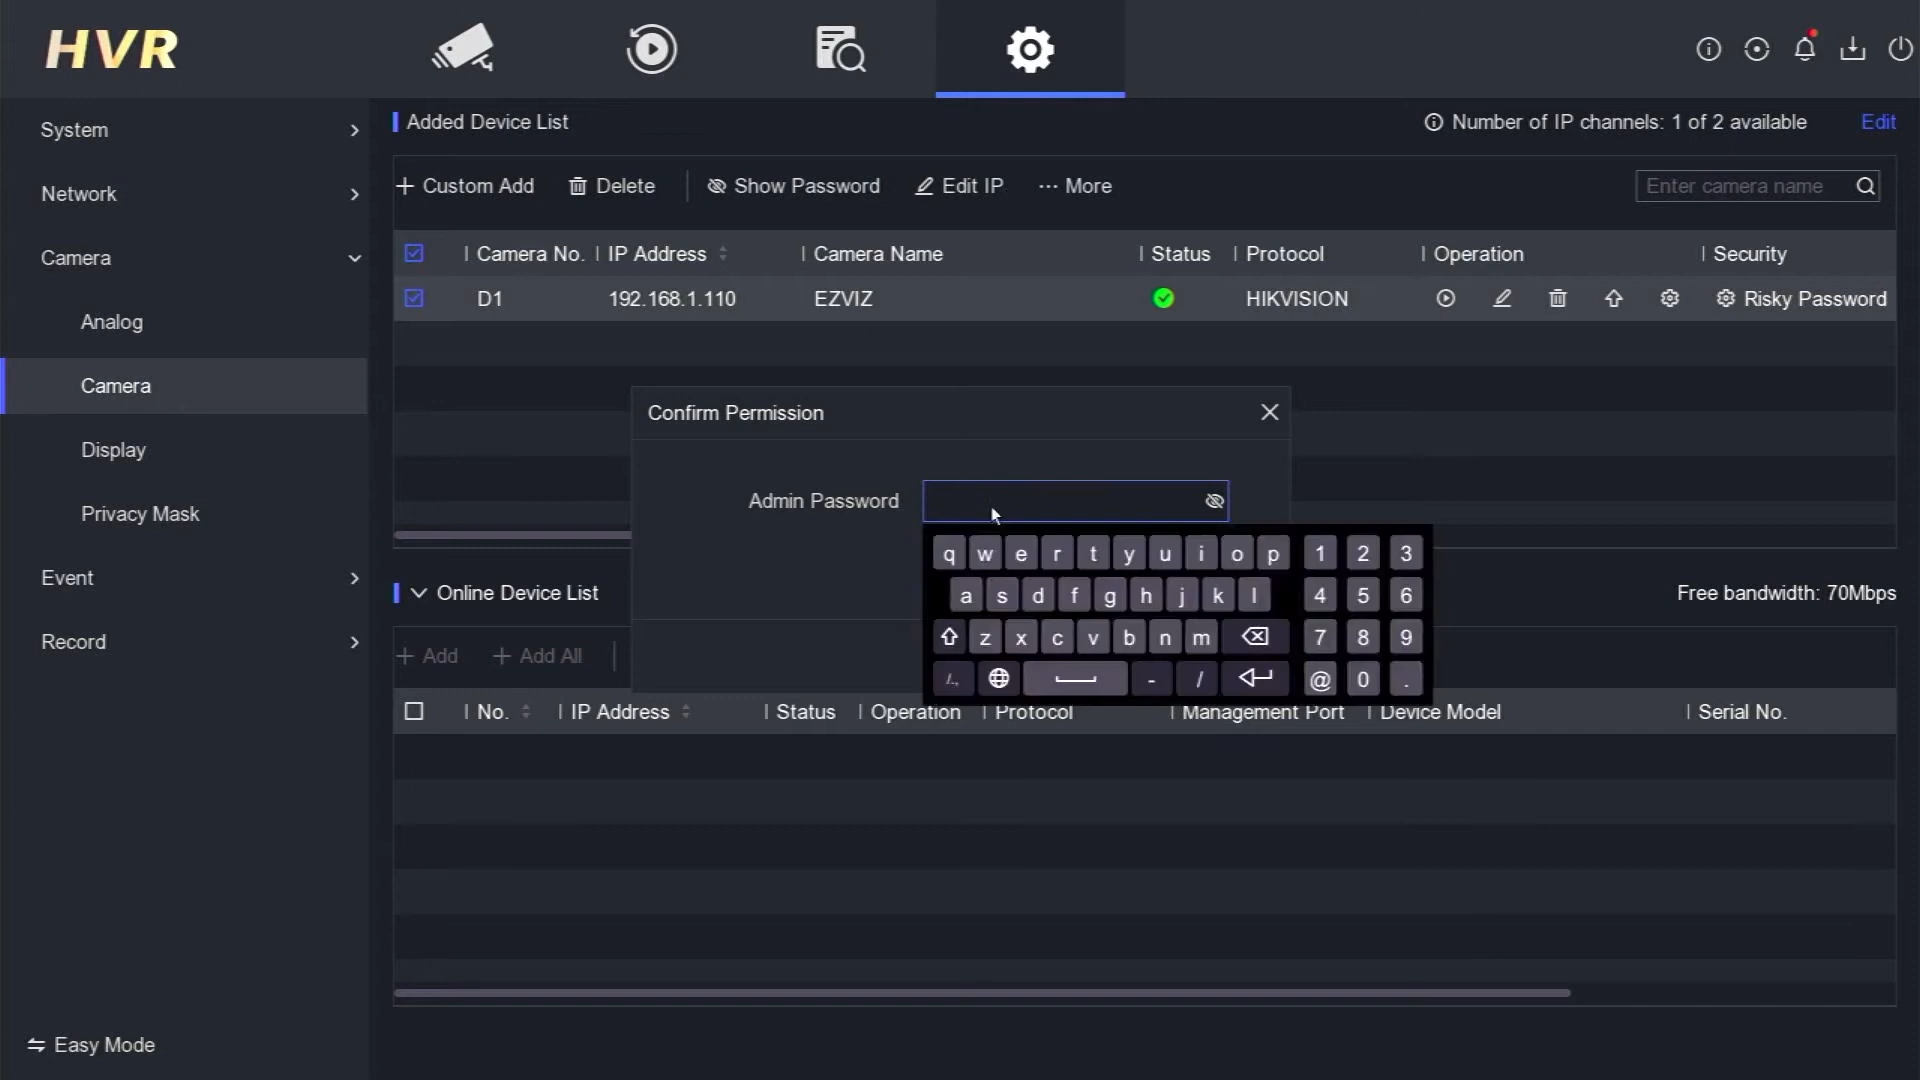 HVR
System
Network
Camera
Analog
Camera
Display
Privacy Mask
Event
Record
Easy Mode
Added Device List
Number of IP channels: 1 of 2 available Edit
Custom Add Delete Show Password Edit IP More
Enter camera name
Camera No. IP Address Camera Name Status Protocol Operation Security
D1 192.168.1.110 EZVIZ HIKVISION Risky Password
Confirm Permission
Admin Password
q w e r t y u i o p 1 2 3
a s d f g h j k l 4 5 6
z x c v b n m 7 8 9
/., - / @ 0 .
Online Device List
Free bandwidth: 70Mbps
Add Add All
No. IP Address Status Operation Protocol Management Port Device Model Serial No.